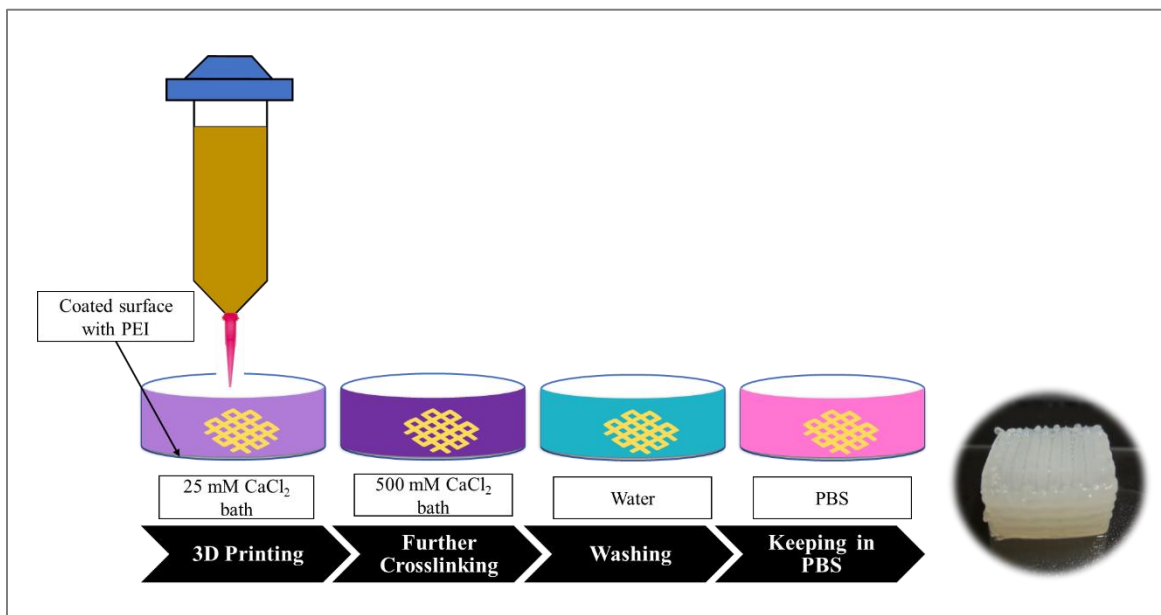 Coated surface
with PEI
25 mM CaCl₂
bath
500 mM CaCl₂
bath
Water
PBS
3D Printing
Further
Crosslinking
Washing
Keeping in
PBS